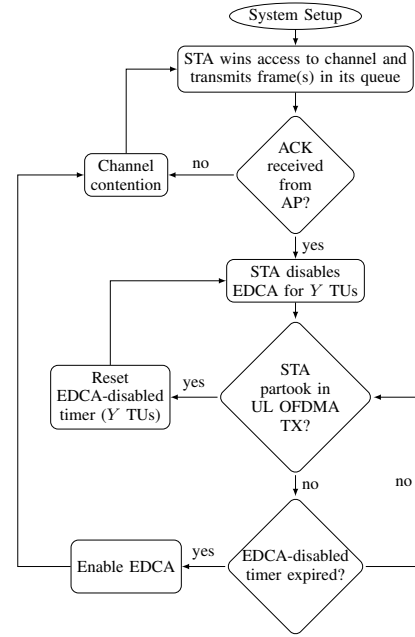 System Setup
STA wins access to channel and
transmits frame(s) in its queue
ACK
received
from
AP?
no
Channel
contention
yes
STA disables
EDCA for Y TUs
STA
partook in
UL OFDMA
TX?
yes
Reset
EDCA-disabled
timer (Y TUs)
no
no
EDCA-disabled
timer expired?
yes
Enable EDCA